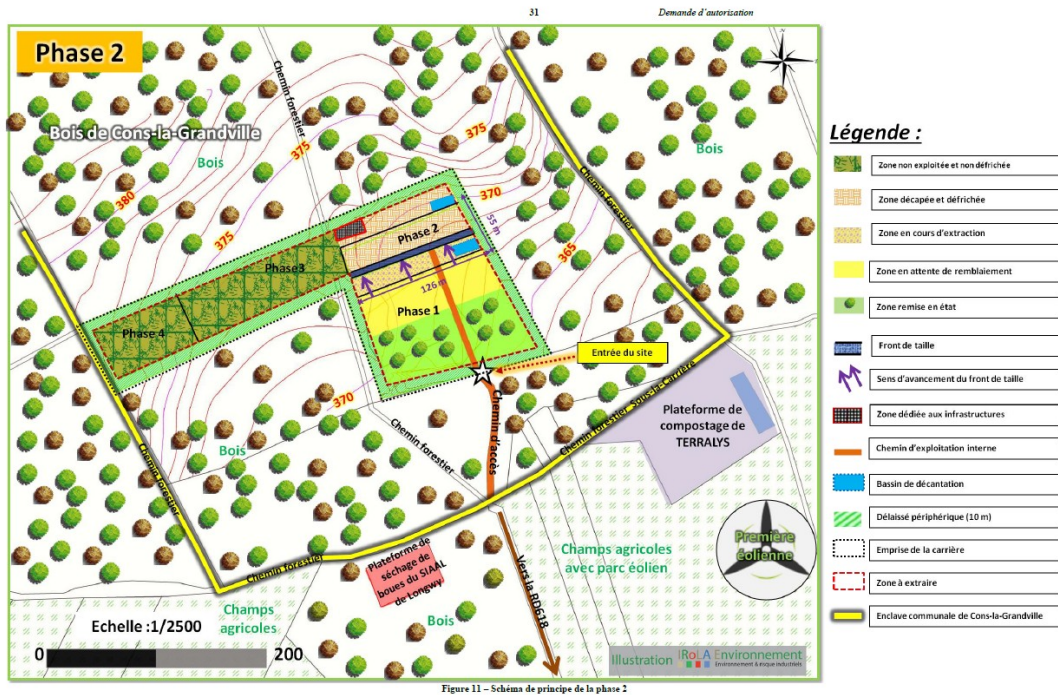 31
Demande d'autorisation
Phase 2
Bois de Cons-la-Grandville
Bois
Bois
Chemin forestier
Chemin forestier
375
375
380
375
370
365
370
55 m
126 m
Phase 2
Phase3
Phase 1
Phase 4
Entrée du site
Chemin d'accès
Chemin forestier
Chemin forestier
Chemin forestier
Chemin forestier Sous-la-Carrière
Bois
Plateforme de
compostage de
TERRALYS
Première
éolienne
Plateforme de
séchage de
boues du SIAAL
de Longwy
Vers la RD618
Champs agricoles
avec parc éolien
Champs
agricoles
Bois
Echelle :1/2500
0
200
Illustration IRoLA Environnement
Environnement & risque industriels
Légende :
Zone non exploitée et non défrichée
Zone décapée et défrichée
Zone en cours d'extraction
Zone en attente de remblaiement
Zone remise en état
Front de taille
Sens d'avancement du front de taille
Zone dédiée aux infrastructures
Chemin d'exploitation interne
Bassin de décantation
Délaissé périphérique (10 m)
Emprise de la carrière
Zone à extraire
Enclave communale de Cons-la-Grandville
Figure 11 – Schéma de principe de la phase 2